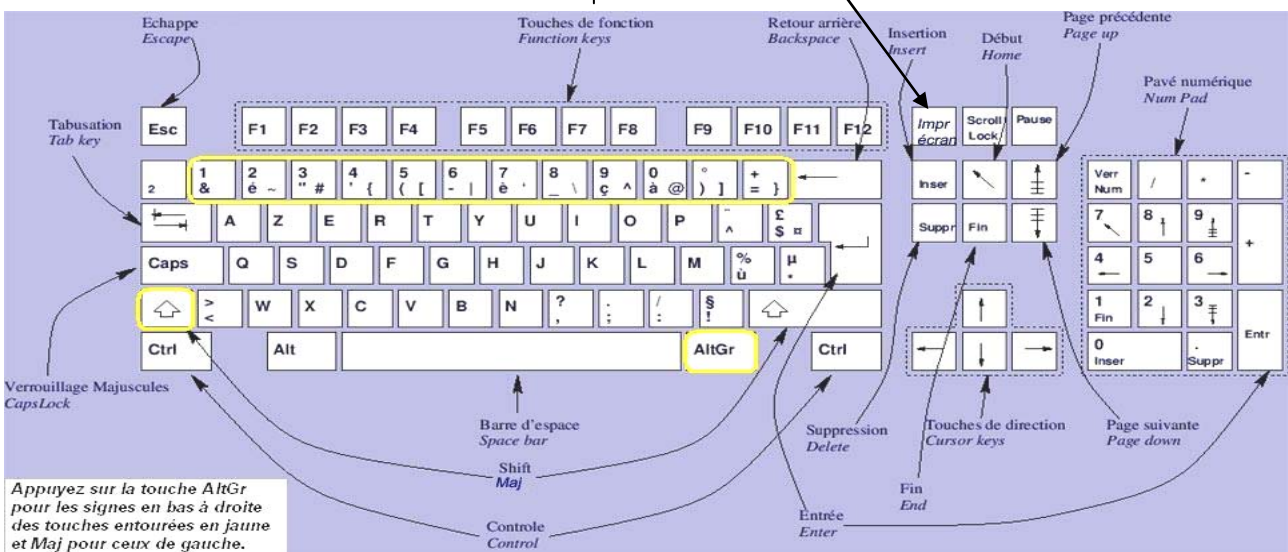 Echappe
Escape
Touches de fonction
Function keys
Retour arrière
Backspace
Insertion
Insert
Début
Home
Page précédente
Page up
Pavé numérique
Num Pad
Tabusation
Tab key
Esc F1 F2 F3 F4 F5 F6 F7 F8 F9 F10 F11 F12
Impr
écran
Scroll
Lock
Pause
2
1 &
2 é ~
3 " #
4 ' {
5 ( [
6 - |
7 è `
8 _ \
9 ç ^
0 à @
° ) ]
+ = }
Inser
Verr
Num
/ * -
A Z E R T Y U I O P ¨ ^ £ $ ¤
Suppr Fin
7 8 9 +
Caps Q S D F G H J K L M % ù µ *
4 5 6
> < W X C V B N ? , . ; / : § !
1
Fin
2 3
Entr
Ctrl Alt AltGr Ctrl
0
Inser
.
Suppr
Verrouillage Majuscules
CapsLock
Barre d'espace
Space bar
Suppression
Delete
Touches de direction
Cursor keys
Page suivante
Page down
Shift
Maj
Fin
End
Controle
Control
Entrée
Enter
Appuyez sur la touche AltGr
pour les signes en bas à droite
des touches entourées en jaune
et Maj pour ceux de gauche.